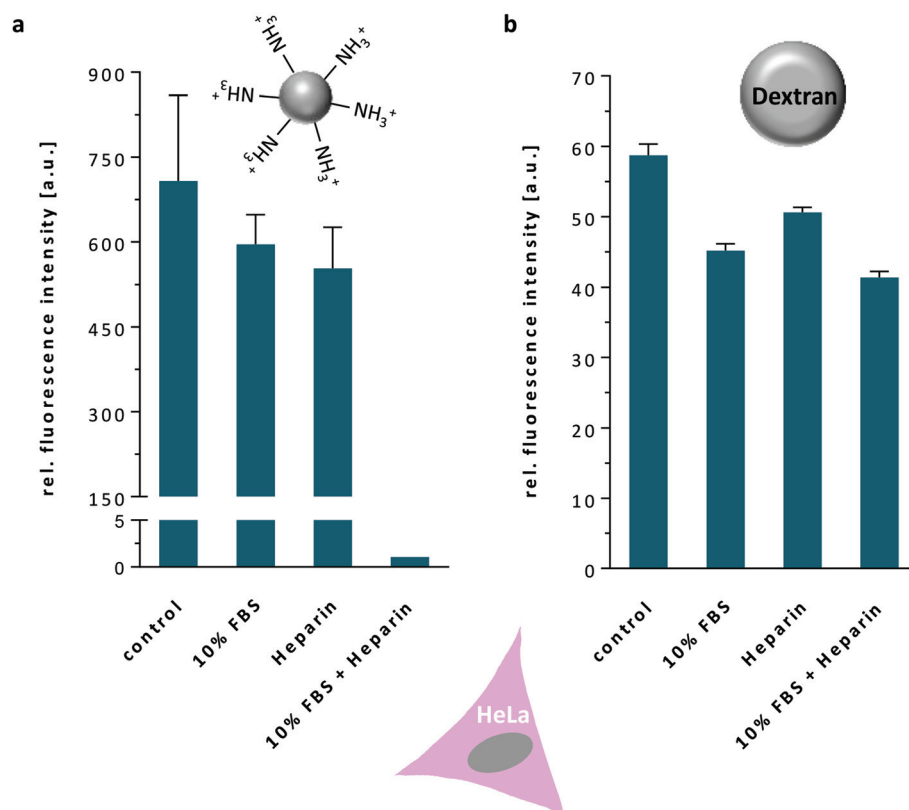 a
NH₃⁺
NH₃⁺
NH₃⁺
NH₃⁺
NH₃⁺
NH₃⁺
rel. fluorescence intensity [a.u.]
900
750
600
450
300
150
5
0
control
10% FBS
Heparin
10% FBS + Heparin
b
Dextran
rel. fluorescence intensity [a.u.]
70
60
50
40
30
20
10
0
control
10% FBS
Heparin
10% FBS + Heparin
HeLa